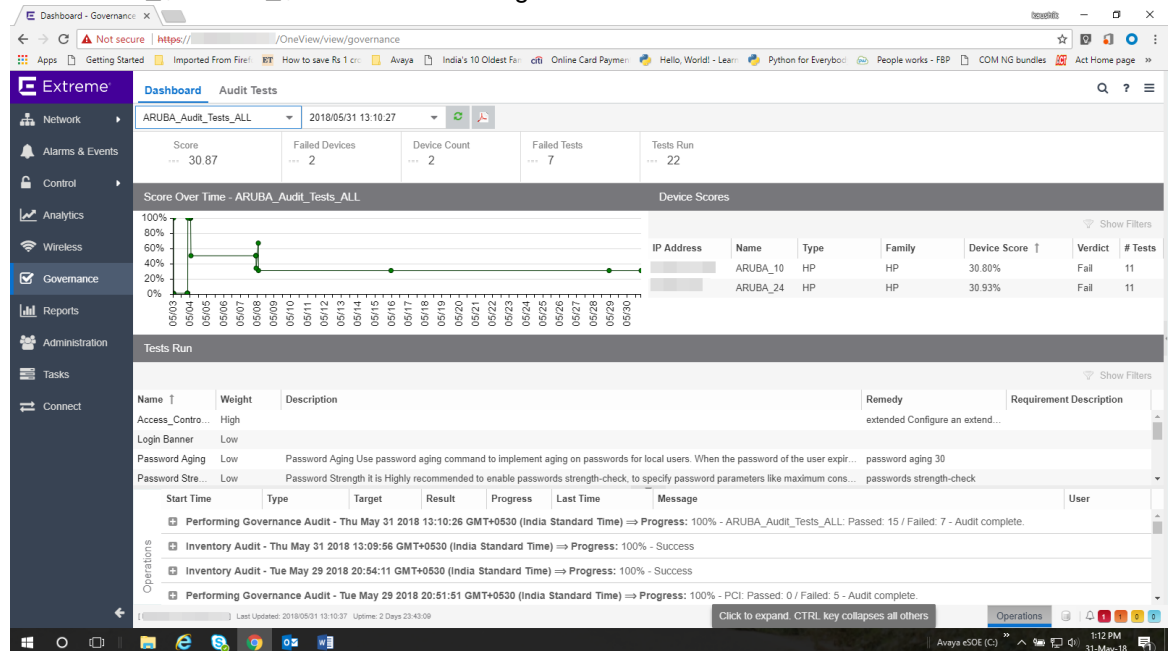 Dashboard - Governance
kaushik
Not secure https:// /OneView/view/governance
Apps Getting Started Imported From Firef ET How to save Rs 1 cro Avaya India's 10 Oldest Fan citi Online Card Paymen Hello, World! - Learn Python for Everybod People works - FBP COM NG bundles Act Home page »
Extreme Dashboard Audit Tests
Network
Alarms & Events
Control
Analytics
Wireless
Governance
Reports
Administration
Tasks
Connect
ARUBA_Audit_Tests_ALL 2018/05/31 13:10:27
Score Failed Devices Device Count Failed Tests Tests Run
--- 30.87 --- 2 --- 2 --- 7 --- 22
Score Over Time - ARUBA_Audit_Tests_ALL
100%
80%
60%
40%
20%
0%
05/03 05/04 05/05 05/06 05/07 05/08 05/09 05/10 05/11 05/12 05/13 05/14 05/15 05/16 05/17 05/18 05/19 05/20 05/21 05/22 05/23 05/24 05/25 05/26 05/27 05/28 05/29 05/30
Device Scores
Show Filters
IP Address Name Type Family Device Score ↑ Verdict # Tests
ARUBA_10 HP HP 30.80% Fail 11
ARUBA_24 HP HP 30.93% Fail 11
Tests Run
Show Filters
Name ↑ Weight Description Remedy Requirement Description
Access_Contro... High extended Configure an extend...
Login Banner Low
Password Aging Low Password Aging Use password aging command to implement aging on passwords for local users. When the password of the user expir... password aging 30
Password Stre... Low Password Strength it is Highly recommended to enable passwords strength-check, to specify password parameters like maximum cons... passwords strength-check
Operations
Start Time Type Target Result Progress Last Time Message User
Performing Governance Audit - Thu May 31 2018 13:10:26 GMT+0530 (India Standard Time) ⇒ Progress: 100% - ARUBA_Audit_Tests_ALL: Passed: 15 / Failed: 7 - Audit complete.
Inventory Audit - Thu May 31 2018 13:09:56 GMT+0530 (India Standard Time) ⇒ Progress: 100% - Success
Inventory Audit - Tue May 29 2018 20:54:11 GMT+0530 (India Standard Time) ⇒ Progress: 100% - Success
Performing Governance Audit - Tue May 29 2018 20:51:51 GMT+0530 (India Standard Time) ⇒ Progress: 100% - PCI: Passed: 0 / Failed: 5 - Audit complete.
[ ] Last Updated: 2018/05/31 13:10:37 Uptime: 2 Days 23:43:09
Click to expand. CTRL key collapses all others
Operations 1 1 0 0
Avaya eSOE (C:) » 1:12 PM
31-May-18